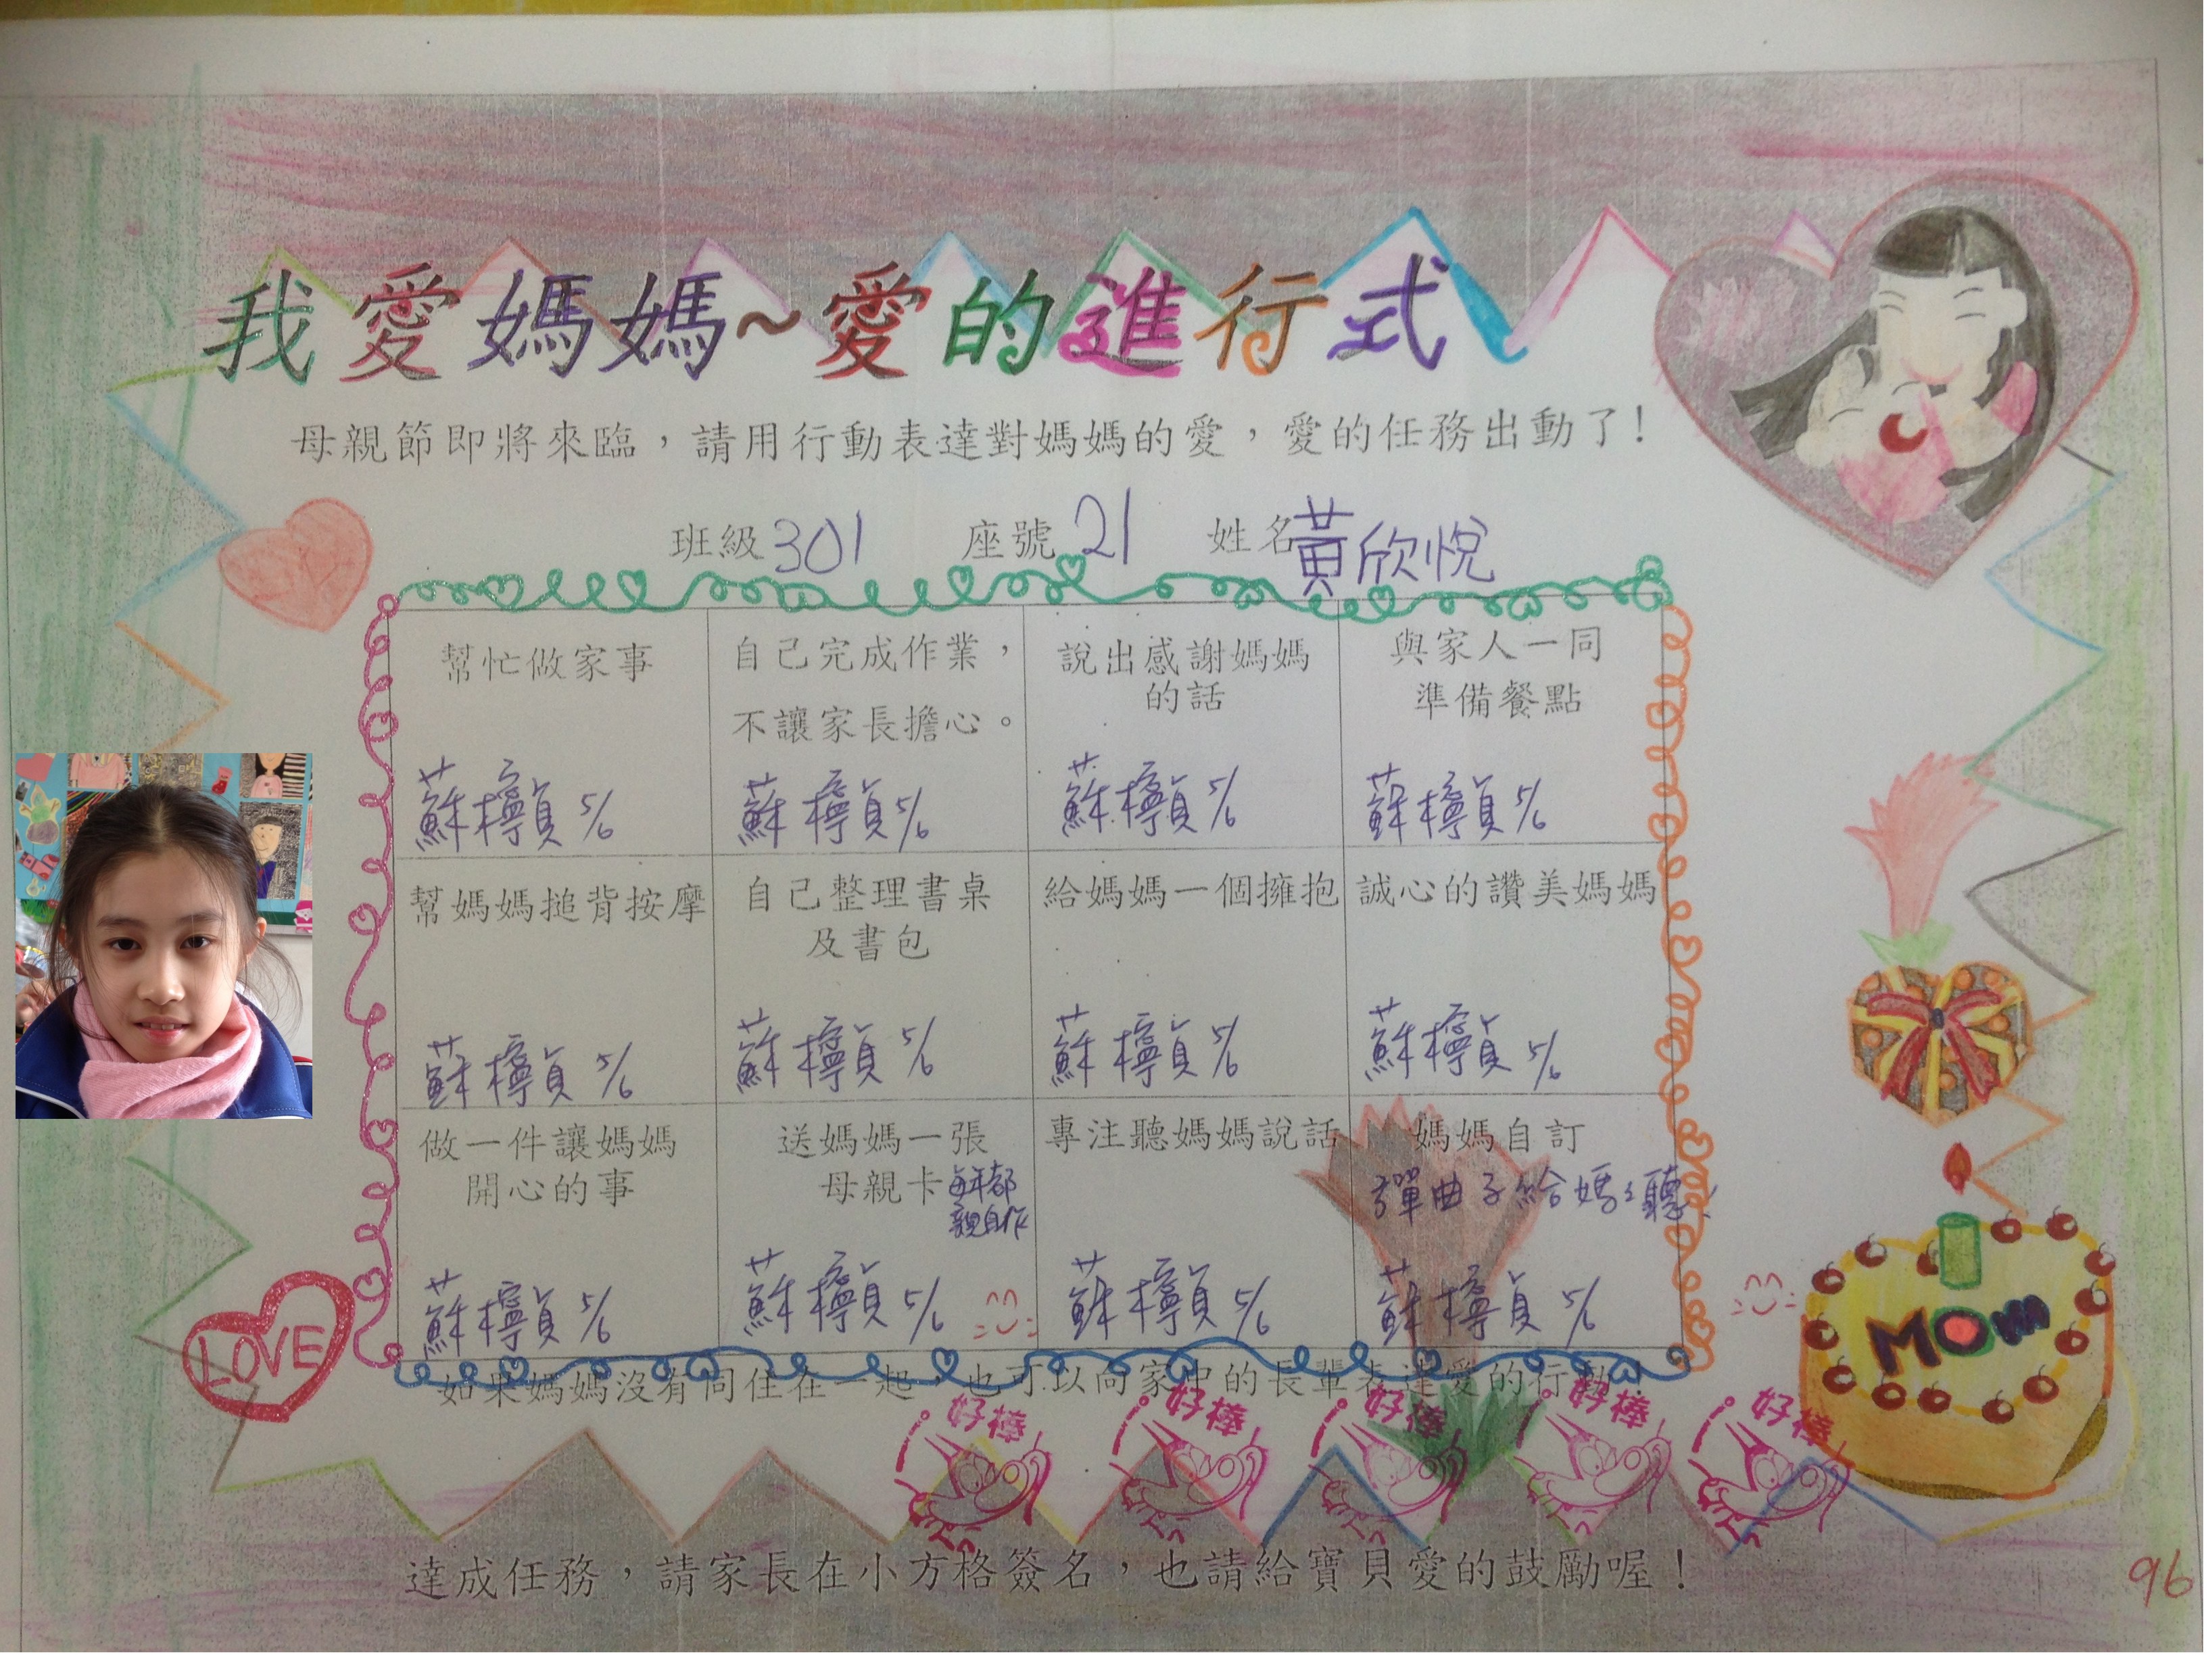 我愛媽媽~愛的進行式
母親節即將來臨，請用行動表達對媽媽的愛，愛的任務出動了！
班級301 座號21 姓名黃欣悅
幫忙做家事
蘇檸貞5/6
自己完成作業，
不讓家長擔心。
蘇檸貞5/6
說出感謝媽媽
的話
蘇檸貞5/6
與家人一同
準備餐點
蘇檸貞5/6
幫媽媽搥背按摩
蘇檸貞5/6
自己整理書桌
及書包
蘇檸貞5/6
給媽媽一個擁抱
蘇檸貞5/6
誠心的讚美媽媽
蘇檸貞5/6
做一件讓媽媽
開心的事
蘇檸貞5/6
送媽媽一張
母親卡每年都
親自作
蘇檸貞5/6
專注聽媽媽說話
蘇檸貞5/6
媽媽自訂
彈曲子給媽媽聽！
蘇檸貞5/6
LOVE
MOM
如果媽媽沒有同住在一起，也可以向家中的長輩表達愛的行動！
好棒
好棒
好棒
好棒
好棒
達成任務，請家長在小方格簽名，也請給寶貝愛的鼓勵喔！
96